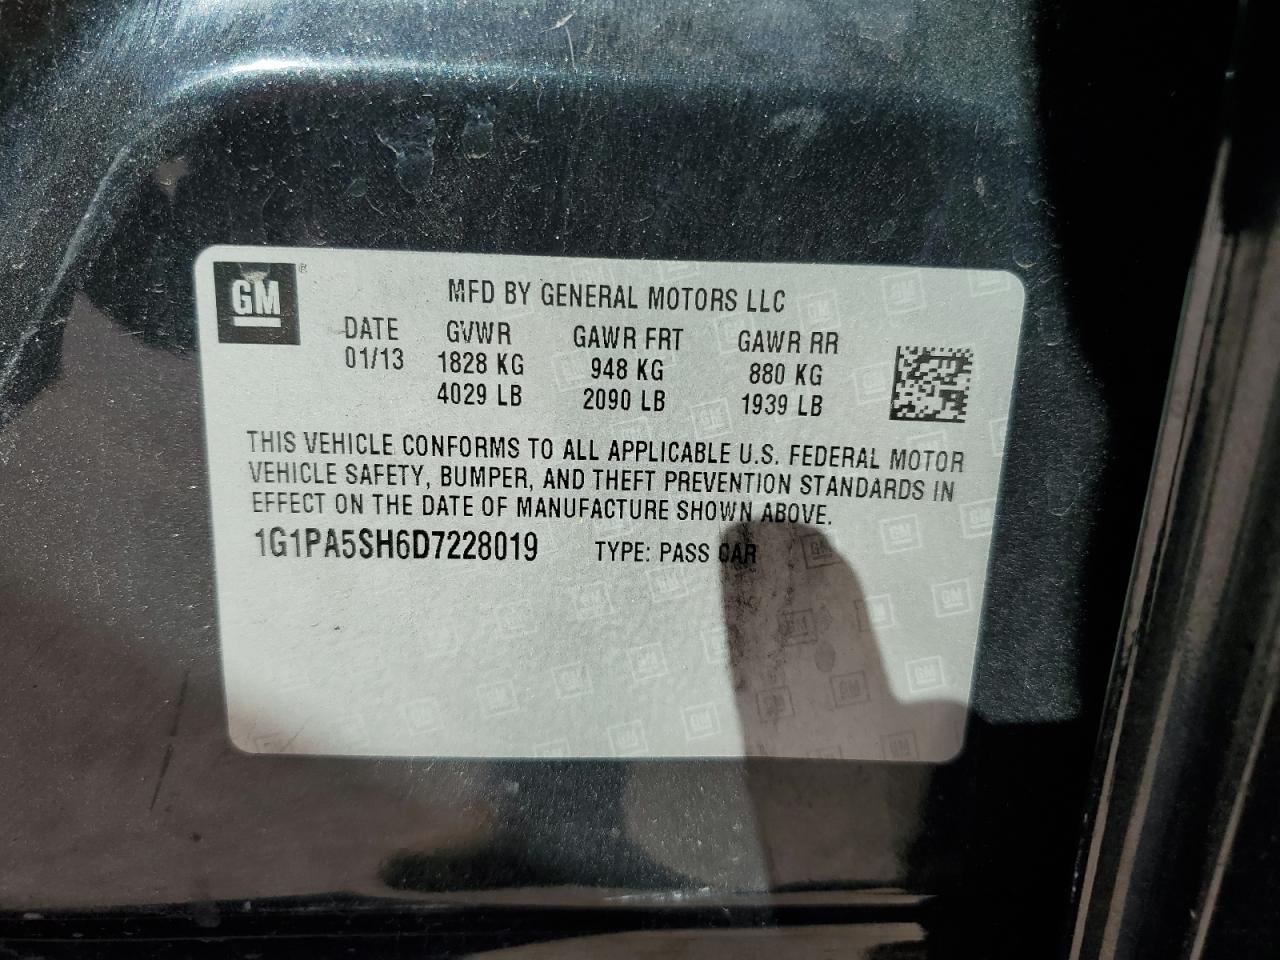 GM®
MFD BY GENERAL MOTORS LLC
DATE GVWR GAWR FRT GAWR RR
01/13 1828 KG 948 KG 880 KG
4029 LB 2090 LB 1939 LB
THIS VEHICLE CONFORMS TO ALL APPLICABLE U.S. FEDERAL MOTOR
VEHICLE SAFETY, BUMPER, AND THEFT PREVENTION STANDARDS IN
EFFECT ON THE DATE OF MANUFACTURE SHOWN ABOVE.
1G1PA5SH6D7228019 TYPE: PASS CAR